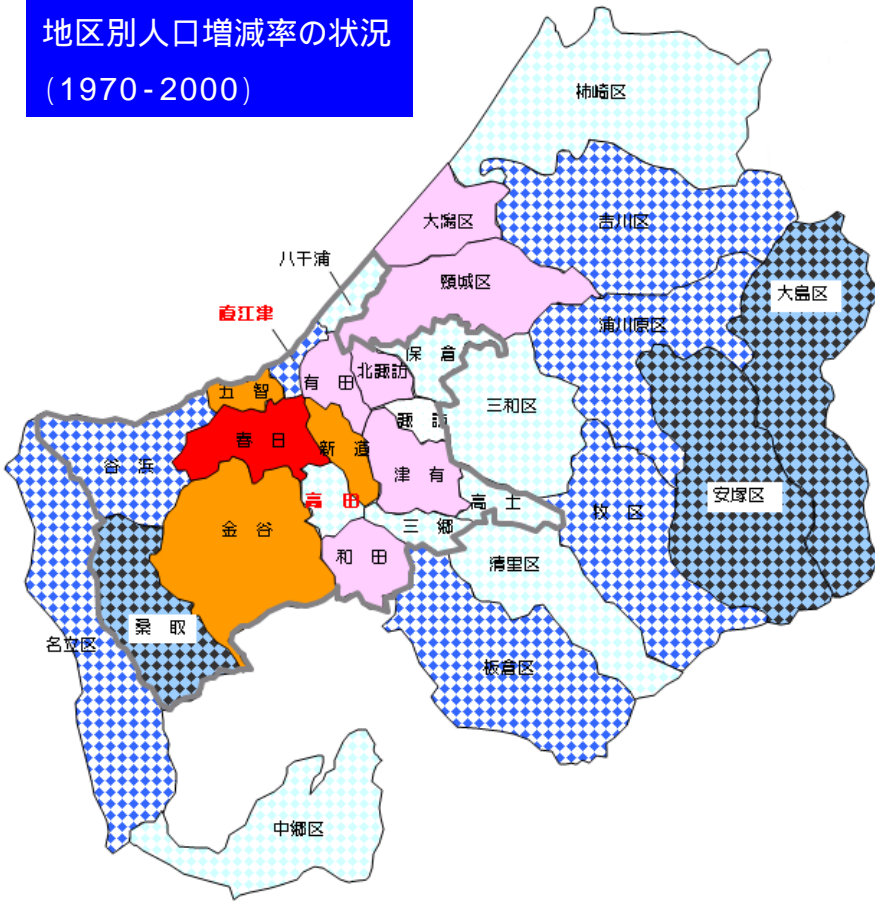 地区別人口増減率の状況
(1970-2000)
柿崎区
大潟区
吉川区
八千浦
頸城区
大島区
直江津
浦川原区
保倉
北諏訪
有田
五智
三和区
諏訪
春日
新道
谷浜
津有
安塚区
高田
高士
牧区
三郷
金谷
和田
清里区
桑取
名立区
板倉区
中郷区